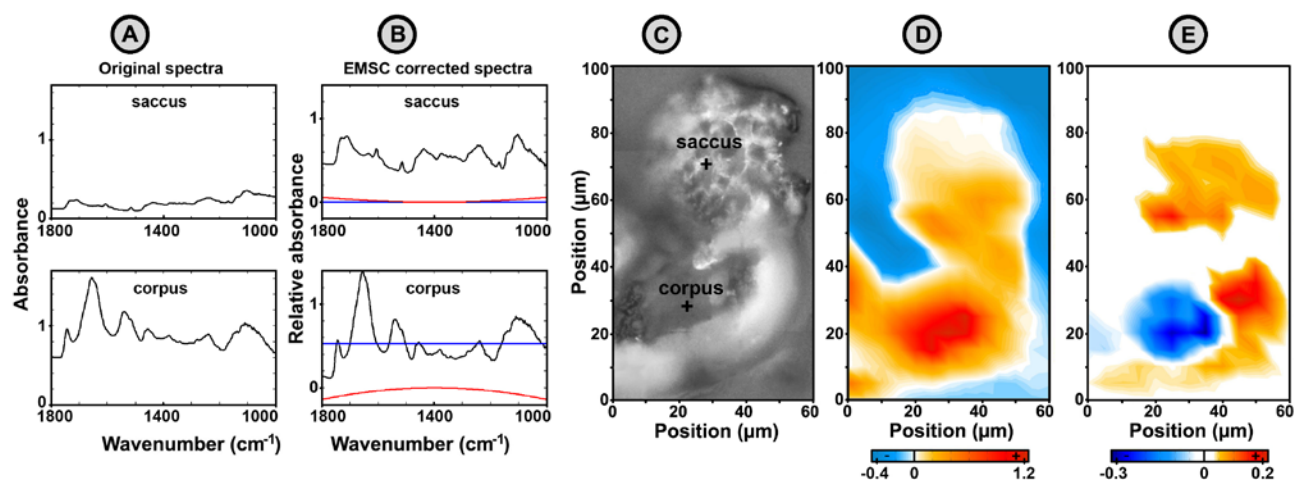 A
B
C
D
E
Original spectra
EMSC corrected spectra
saccus
1
0
1800
1400
1000
corpus
1
0
1800
1400
1000
Absorbance
Wavenumber (cm-1)
saccus
1
0
1800
1400
1000
corpus
1
0
1800
1400
1000
Relative absorbance
Wavenumber (cm-1)
100
80
60
40
20
0
Position (µm)
saccus
+
corpus
+
0
20
40
60
Position (µm)
100
80
60
40
20
0
0
20
40
60
Position (µm)
- +
-0.4 0 1.2
100
80
60
40
20
0
0
20
40
60
Position (µm)
- +
-0.3 0 0.2